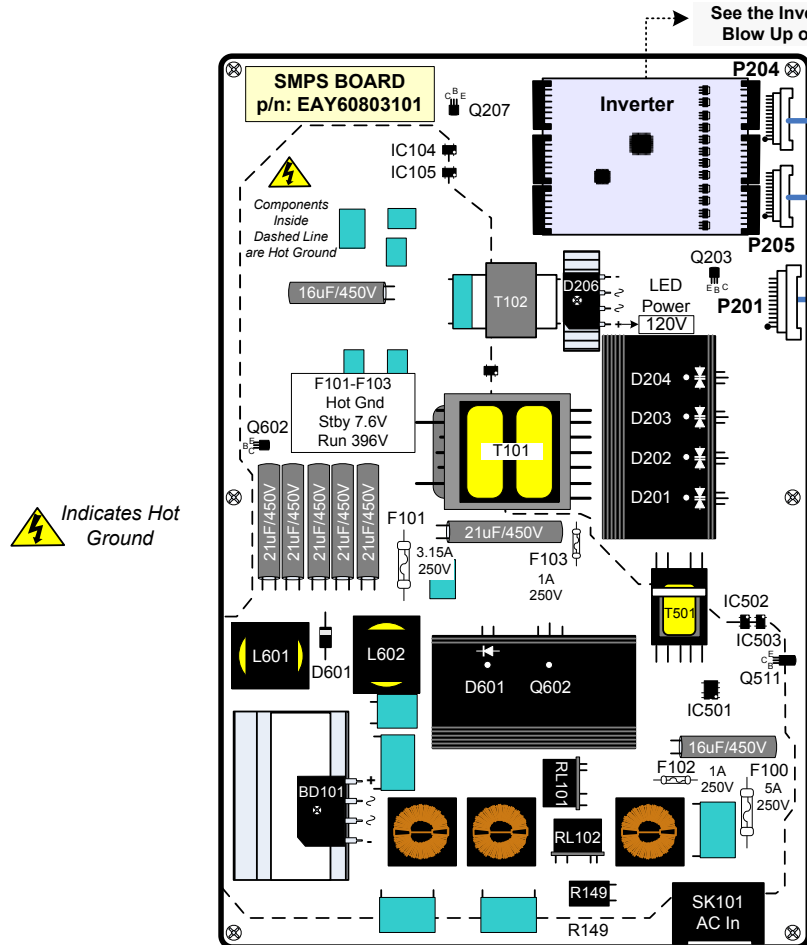 See the Inve
Blow Up o
SMPS BOARD
p/n: EAY60803101
C B E
Q207
Inverter
P204
IC104
IC105
Components
Inside
Dashed Line
are Hot Ground
P205
Q203
E B C
P201
16uF/450V
T102
D206
-
+
LED
Power
120V
F101-F103
Hot Gnd
Stby 7.6V
Run 396V
D204
D203
D202
D201
Q602
B E C
T101
Indicates Hot
Ground
21uF/450V
21uF/450V
21uF/450V
21uF/450V
21uF/450V
F101
3.15A
250V
21uF/450V
F103
1A
250V
T501
IC502
IC503
C B E
Q511
L601
D601
L602
D601
Q602
IC501
16uF/450V
BD101
+
-
RL101
RL102
F102
1A
250V
F100
5A
250V
R149
R149
SK101
AC In